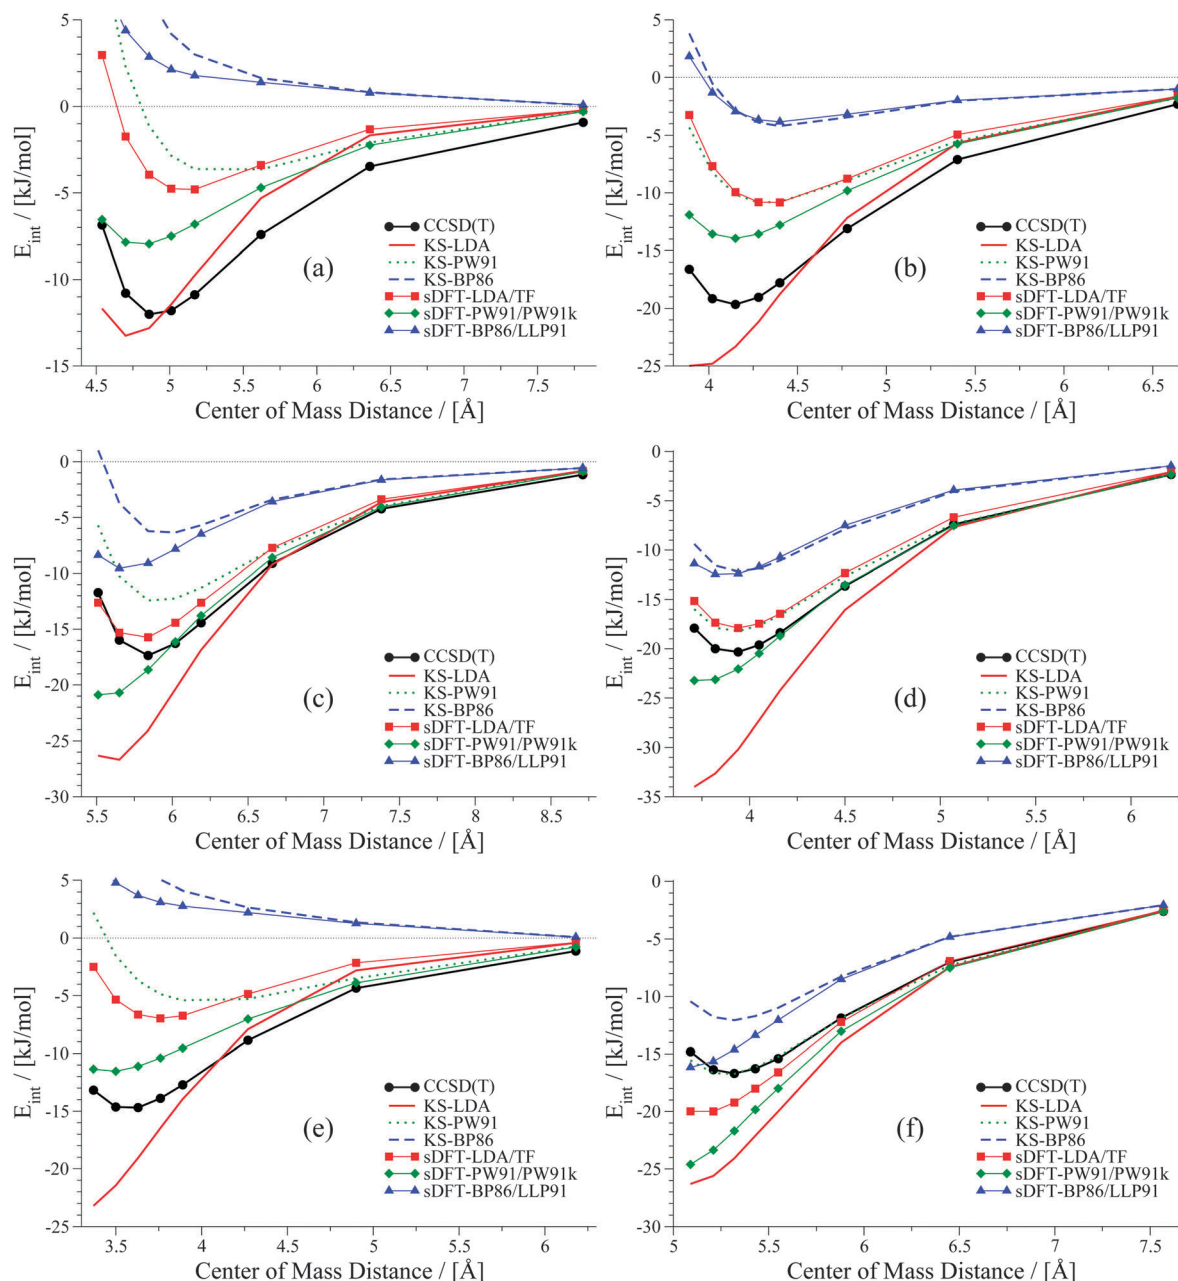 5
0
-5
-10
-15
E_int / [kJ/mol]
4.5 5 5.5 6 6.5 7 7.5
Center of Mass Distance / [Å]
(a)
CCSD(T)
KS-LDA
KS-PW91
KS-BP86
sDFT-LDA/TF
sDFT-PW91/PW91k
sDFT-BP86/LLP91
5
0
-5
-10
-15
-20
-25
E_int / [kJ/mol]
4 4.5 5 5.5 6 6.5
Center of Mass Distance / [Å]
(b)
CCSD(T)
KS-LDA
KS-PW91
KS-BP86
sDFT-LDA/TF
sDFT-PW91/PW91k
sDFT-BP86/LLP91
0
-5
-10
-15
-20
-25
-30
E_int / [kJ/mol]
5.5 6 6.5 7 7.5 8 8.5
Center of Mass Distance / [Å]
(c)
CCSD(T)
KS-LDA
KS-PW91
KS-BP86
sDFT-LDA/TF
sDFT-PW91/PW91k
sDFT-BP86/LLP91
0
-5
-10
-15
-20
-25
-30
-35
E_int / [kJ/mol]
4 4.5 5 5.5 6
Center of Mass Distance / [Å]
(d)
CCSD(T)
KS-LDA
KS-PW91
KS-BP86
sDFT-LDA/TF
sDFT-PW91/PW91k
sDFT-BP86/LLP91
5
0
-5
-10
-15
-20
-25
E_int / [kJ/mol]
3.5 4 4.5 5 5.5 6
Center of Mass Distance / [Å]
(e)
CCSD(T)
KS-LDA
KS-PW91
KS-BP86
sDFT-LDA/TF
sDFT-PW91/PW91k
sDFT-BP86/LLP91
0
-5
-10
-15
-20
-25
-30
E_int / [kJ/mol]
5 5.5 6 6.5 7 7.5
Center of Mass Distance / [Å]
(f)
CCSD(T)
KS-LDA
KS-PW91
KS-BP86
sDFT-LDA/TF
sDFT-PW91/PW91k
sDFT-BP86/LLP91